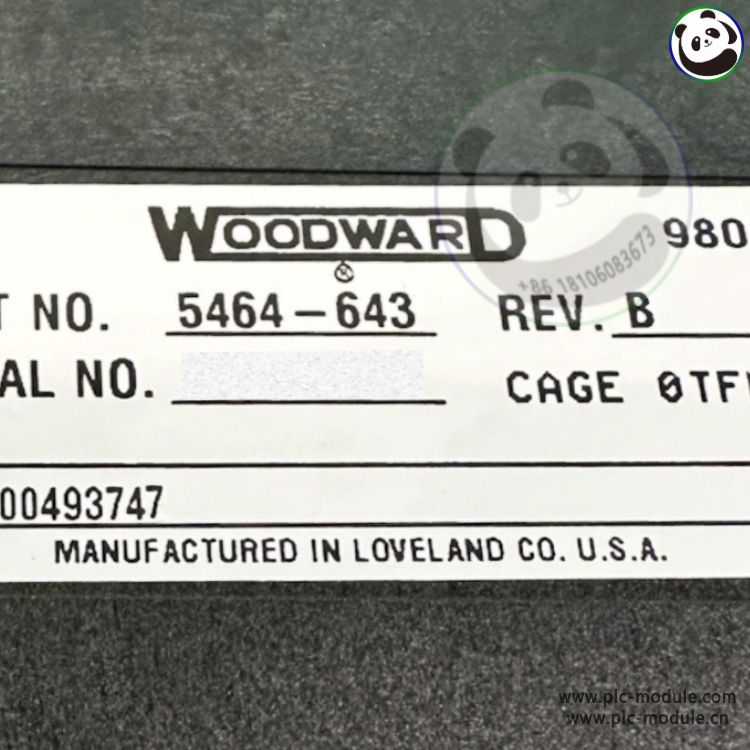 WOODWARD 980
+86 18106083673
T NO. 5464-643 REV. B
AL NO. CAGE 0TF
00493747
MANUFACTURED IN LOVELAND CO. U.S.A.
www.plc-module.com
www.plc-module.cn